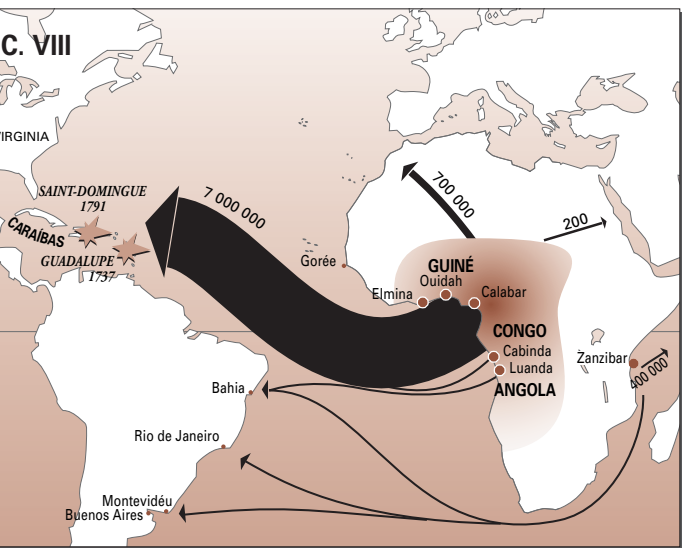 C. VIII
VIRGINIA
SAINT-DOMINGUE
1791
CARAÍBAS
GUADALUPE
1737
7 000 000
700 000
200
Gorée
GUINÉ
Ouidah
Elmina
Calabar
CONGO
Cabinda
Luanda
ANGOLA
Zanzibar
400 000
Bahia
Rio de Janeiro
Montevidéu
Buenos Aires